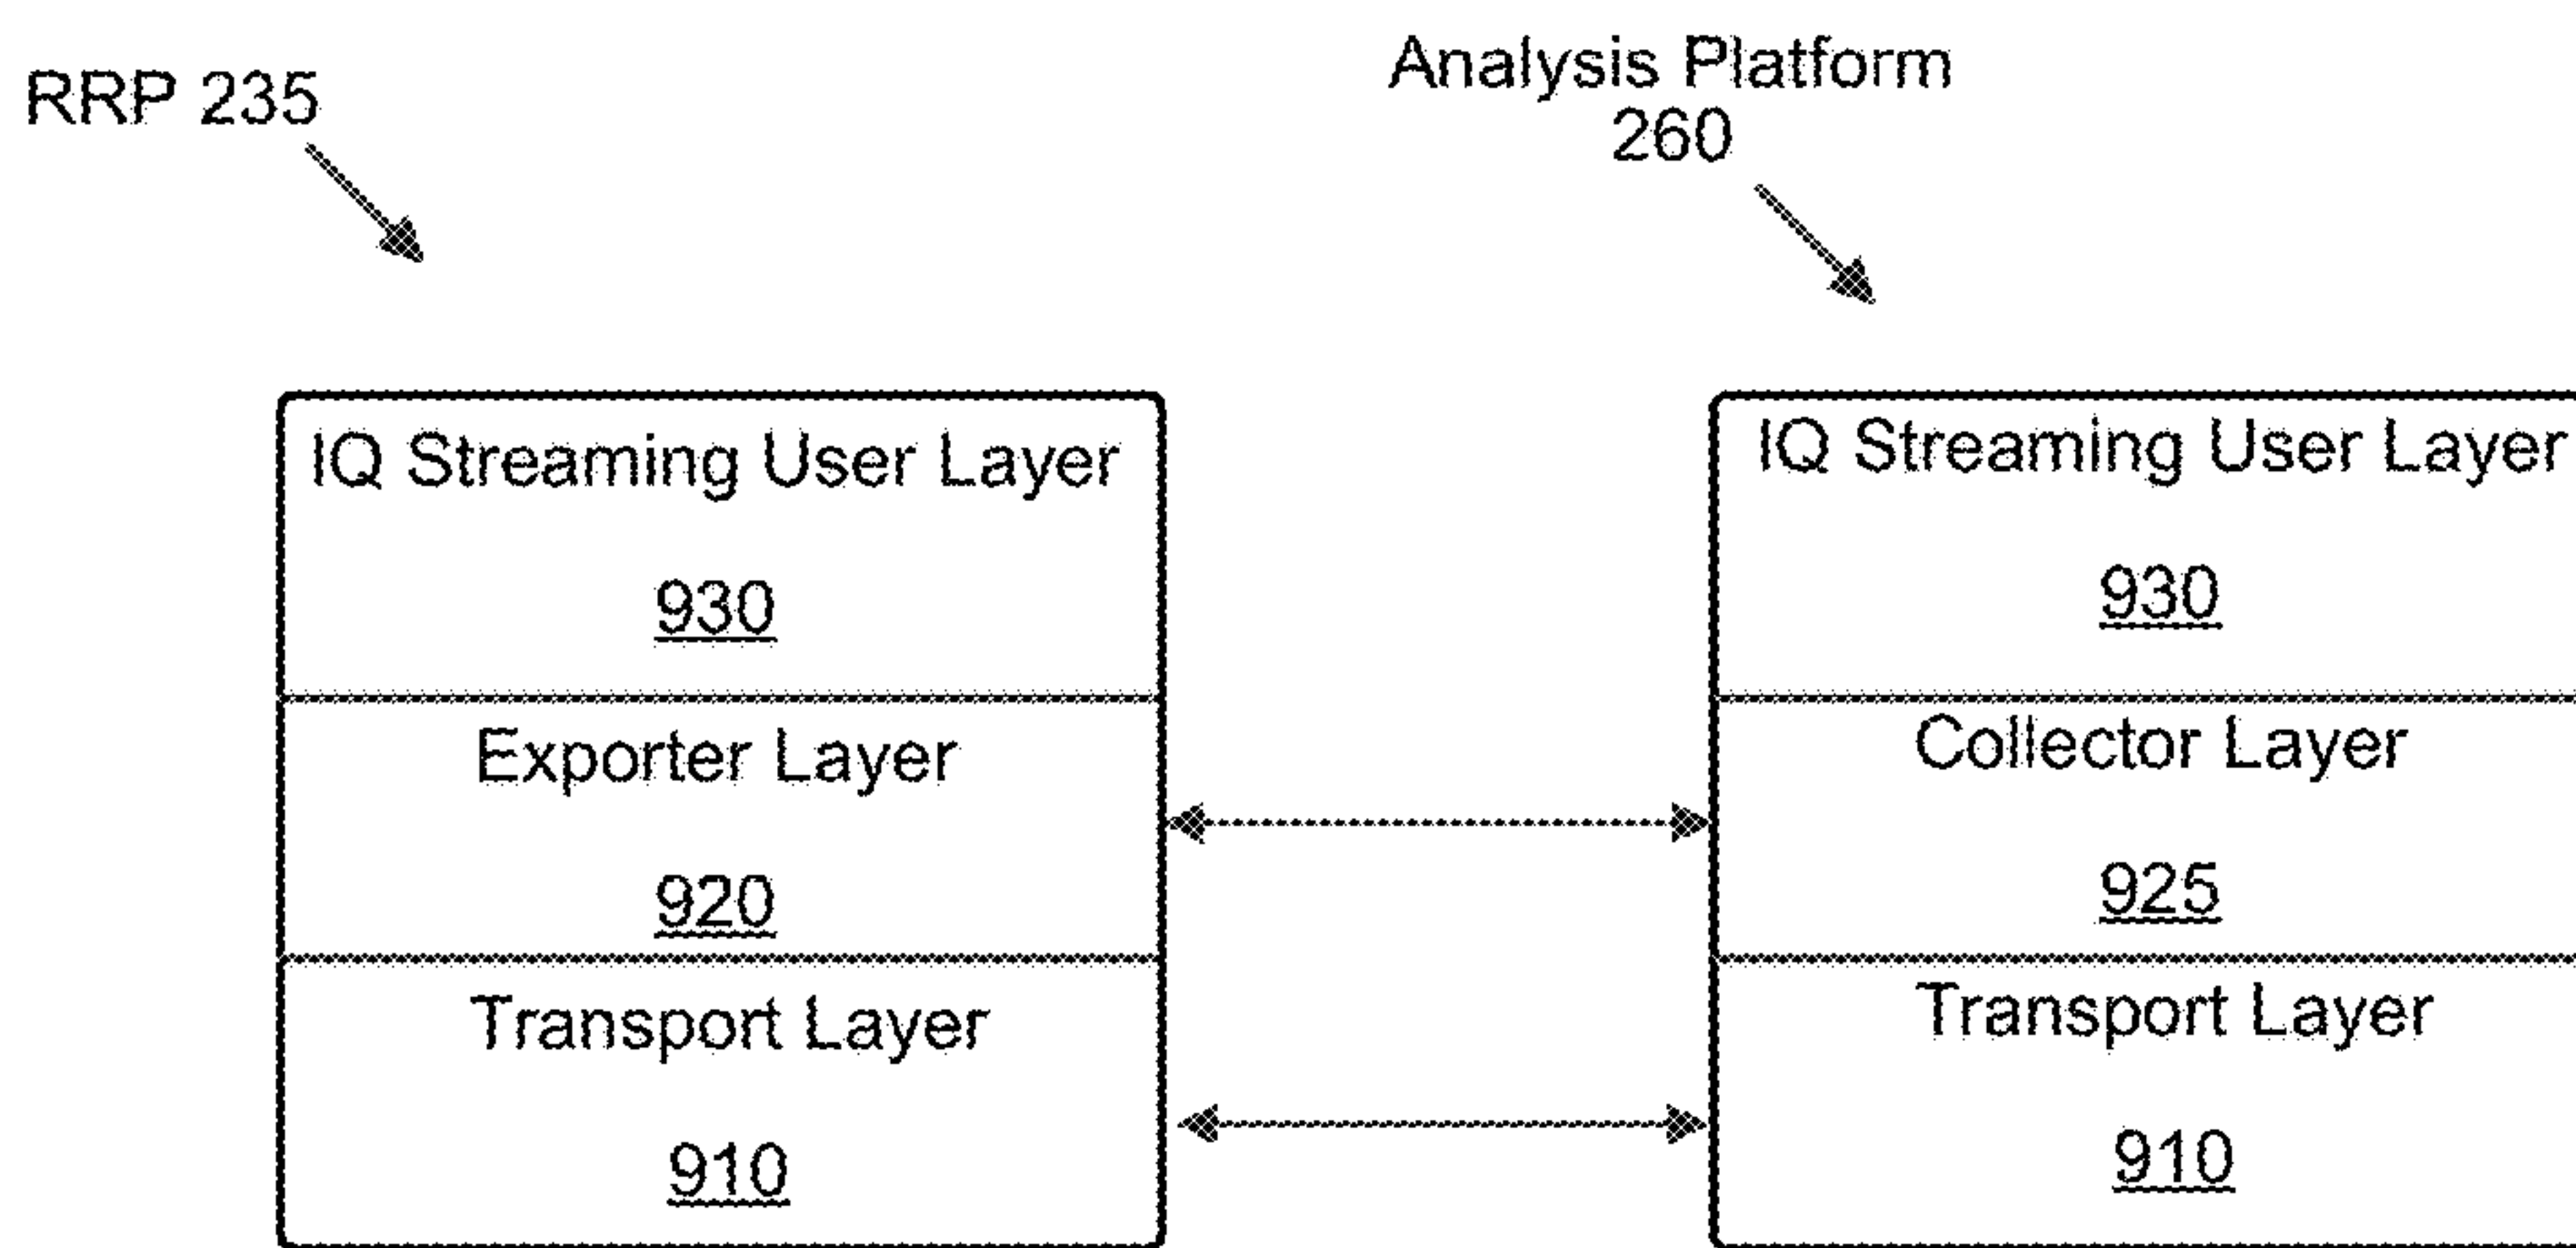 RRP 235
Analysis Platform
260
IQ Streaming User Layer
930
Exporter Layer
920
Transport Layer
910
IQ Streaming User Layer
930
Collector Layer
925
Transport Layer
910